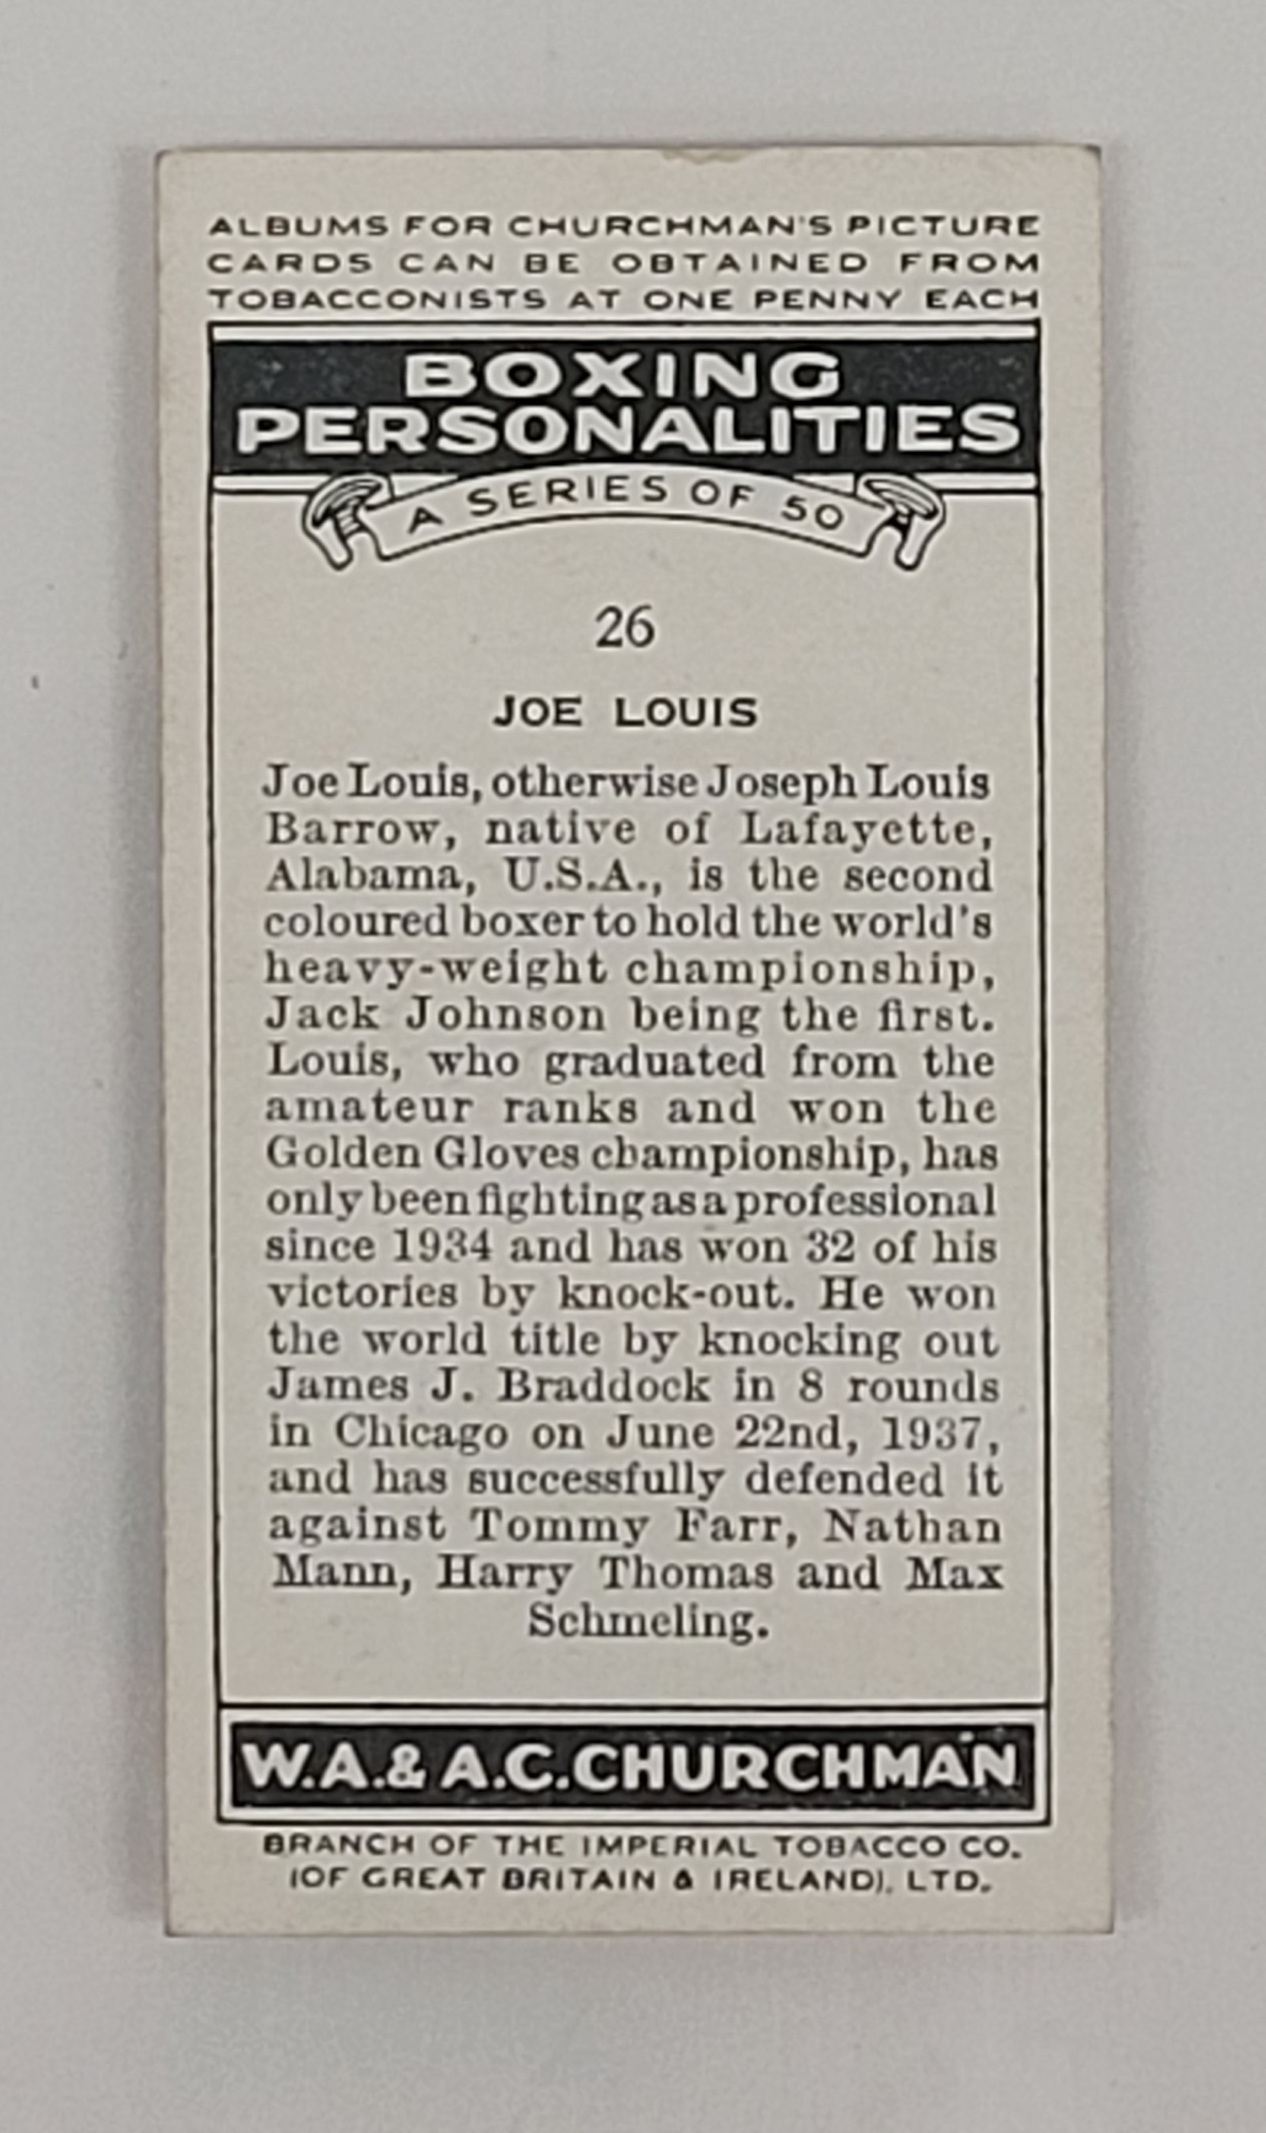 ALBUMS FOR CHURCHMAN'S PICTURE
CARDS CAN BE OBTAINED FROM
TOBACCONISTS AT ONE PENNY EACH
BOXING
PERSONALITIES
A SERIES OF 50
26
JOE LOUIS
Joe Louis, otherwise Joseph Louis
Barrow, native of Lafayette,
Alabama, U.S.A., is the second
coloured boxer to hold the world's
heavy-weight championship,
Jack Johnson being the first.
Louis, who graduated from the
amateur ranks and won the
Golden Gloves championship, has
only been fighting as a professional
since 1934 and has won 32 of his
victories by knock-out. He won
the world title by knocking out
James J. Braddock in 8 rounds
in Chicago on June 22nd, 1937,
and has successfully defended it
against Tommy Farr, Nathan
Mann, Harry Thomas and Max
Schmeling.
W.A.& A.C.CHURCHMAN
BRANCH OF THE IMPERIAL TOBACCO CO.
(OF GREAT BRITAIN & IRELAND), LTD.